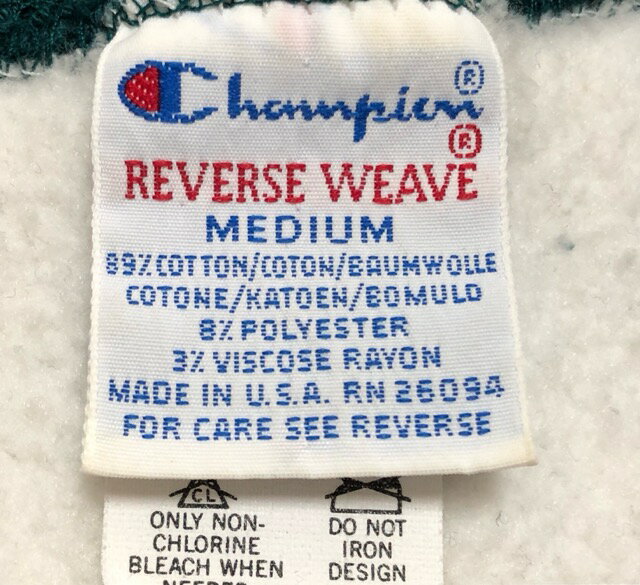 Champion®
REVERSE WEAVE®
MEDIUM
89% COTTON/COTON/BAUMWOLLE
COTONE/KATOEN/BOMULD
8% POLYESTER
3% VISCOSE RAYON
MADE IN U.S.A. RN 26094
FOR CARE SEE REVERSE
CL
ONLY NON-
CHLORINE
BLEACH WHEN
NEEDED
DO NOT
IRON
DESIGN